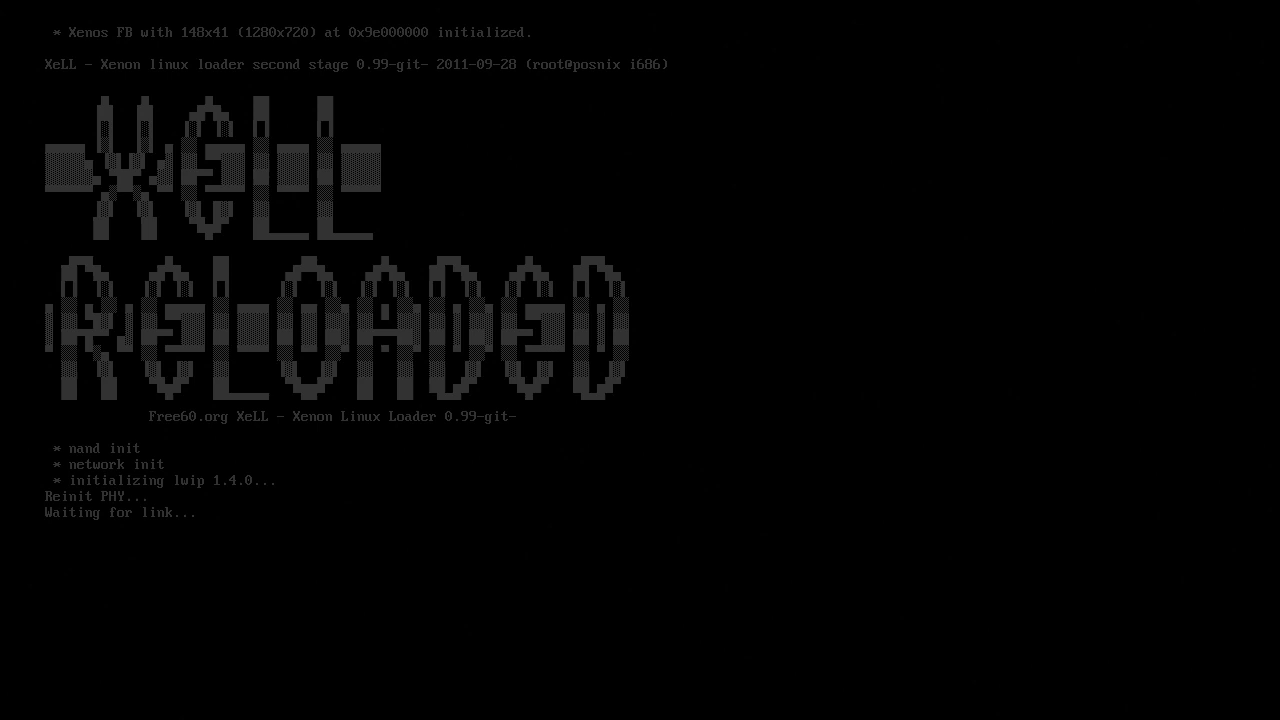 * Xenos FB with 148x41 (1280x720) at 0x9e000000 initialized.
XeLL - Xenon linux loader second stage 0.99-git- 2011-09-28 (root@posnix i686)
XeLL
ReLOADeD
Free60.org XeLL - Xenon Linux Loader 0.99-git-
* nand init
* network init
* initializing lwip 1.4.0...
Reinit PHY...
Waiting for link...